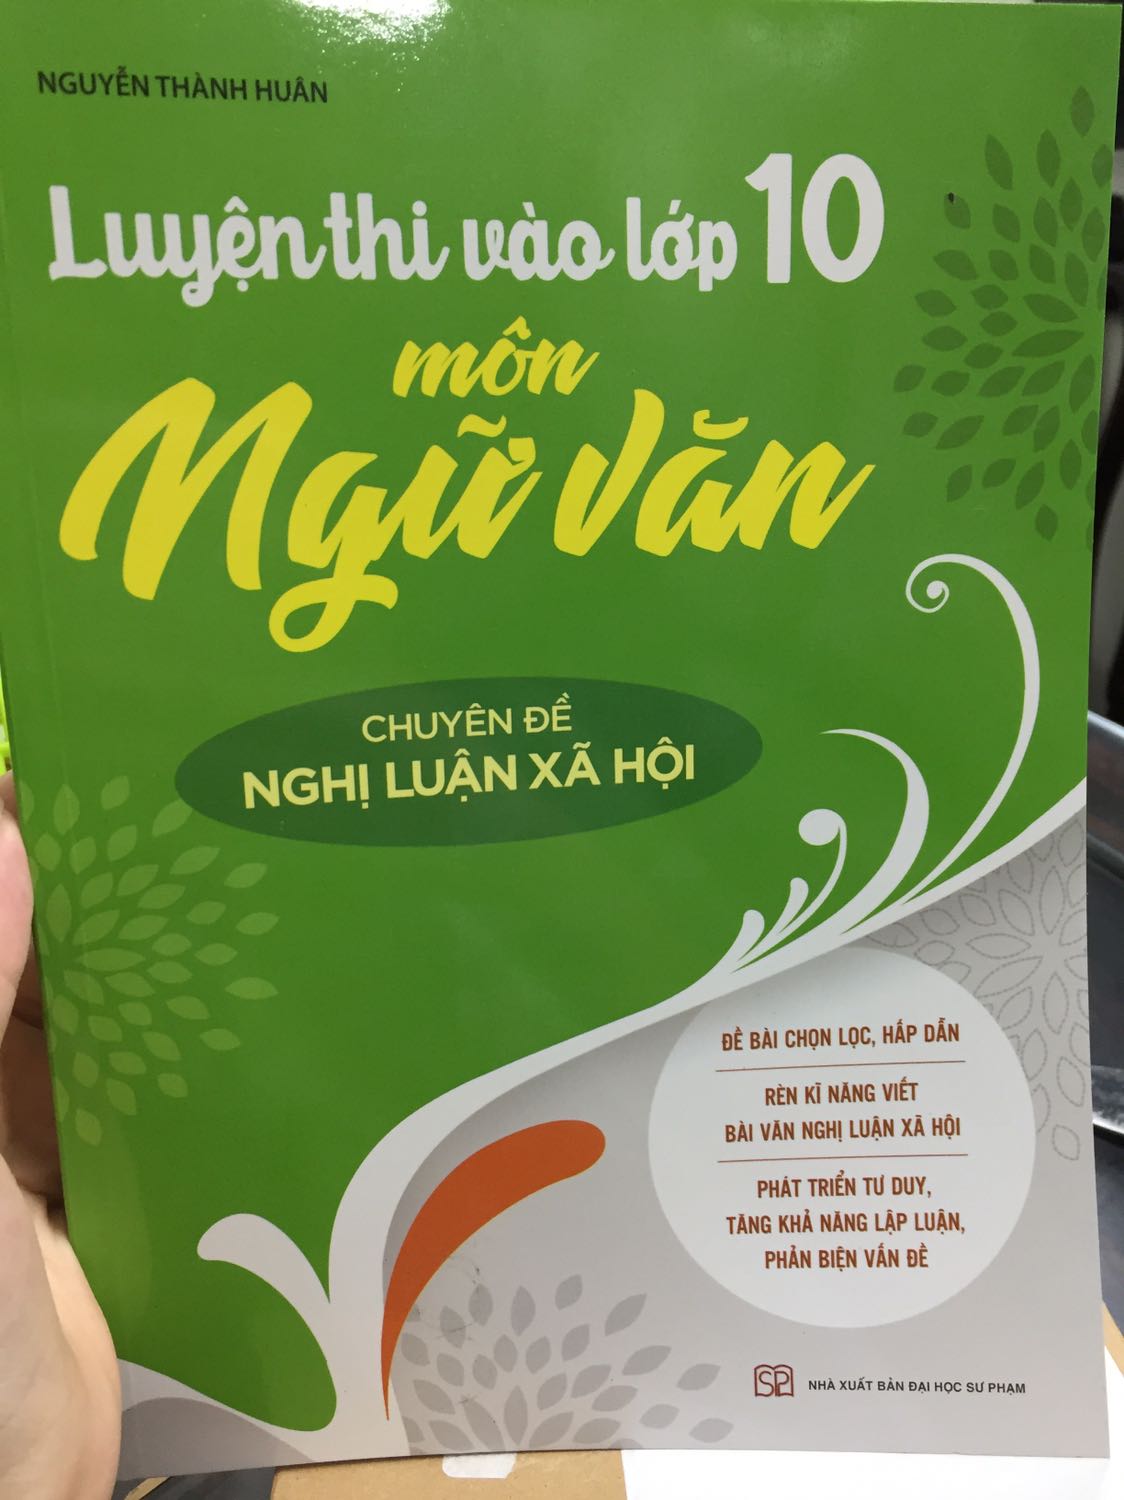 NGUYỄN THÀNH HUÂN
Luyện thi vào lớp 10
môn
Ngữ văn
CHUYÊN ĐỀ
NGHỊ LUẬN XÃ HỘI
ĐỀ BÀI CHỌN LỌC, HẤP DẪN
RÈN KĨ NĂNG VIẾT
BÀI VĂN NGHỊ LUẬN XÃ HỘI
PHÁT TRIỂN TƯ DUY,
TĂNG KHẢ NĂNG LẬP LUẬN,
PHẢN BIỆN VẤN ĐỀ
SP NHÀ XUẤT BẢN ĐẠI HỌC SƯ PHẠM